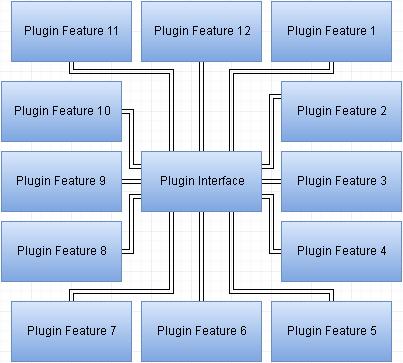 Plugin Feature 11
Plugin Feature 12
Plugin Feature 1
Plugin Feature 10
Plugin Feature 2
Plugin Feature 9
Plugin Interface
Plugin Feature 3
Plugin Feature 8
Plugin Feature 4
Plugin Feature 7
Plugin Feature 6
Plugin Feature 5